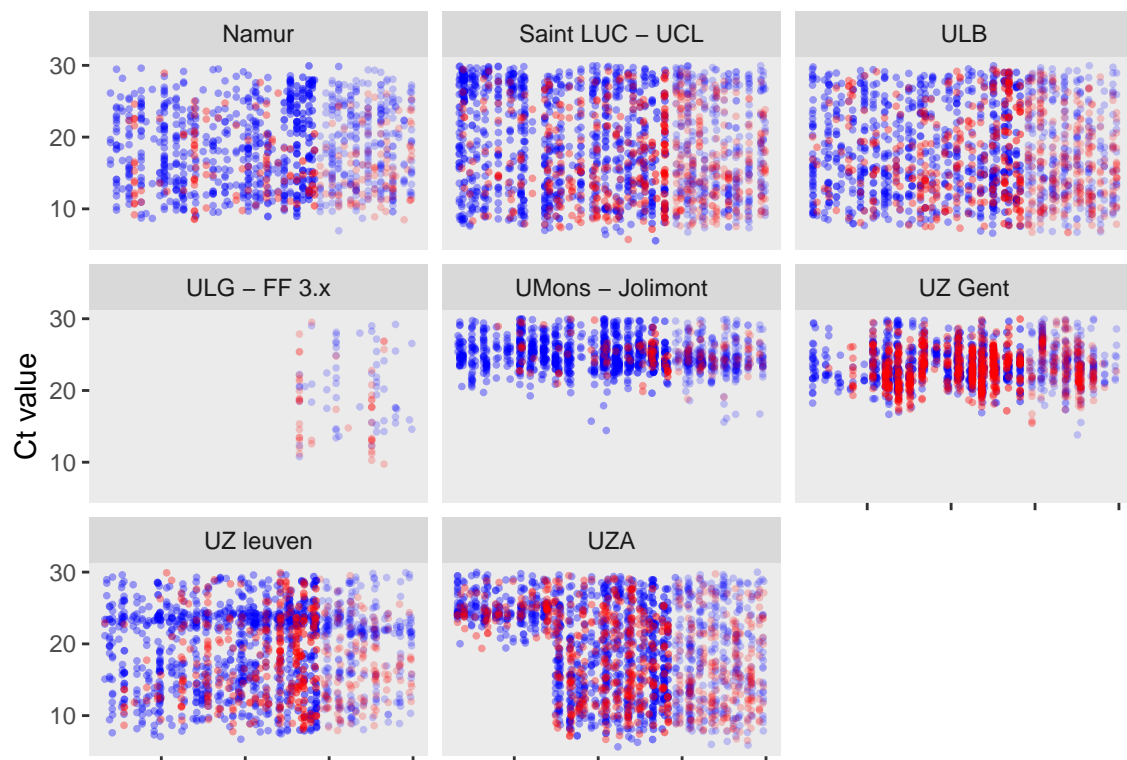 Namur
Saint LUC − UCL
ULB
30
20
10
ULG − FF 3.x
UMons − Jolimont
UZ Gent
30
20
10
Ct value
UZ leuven
UZA
30
20
10